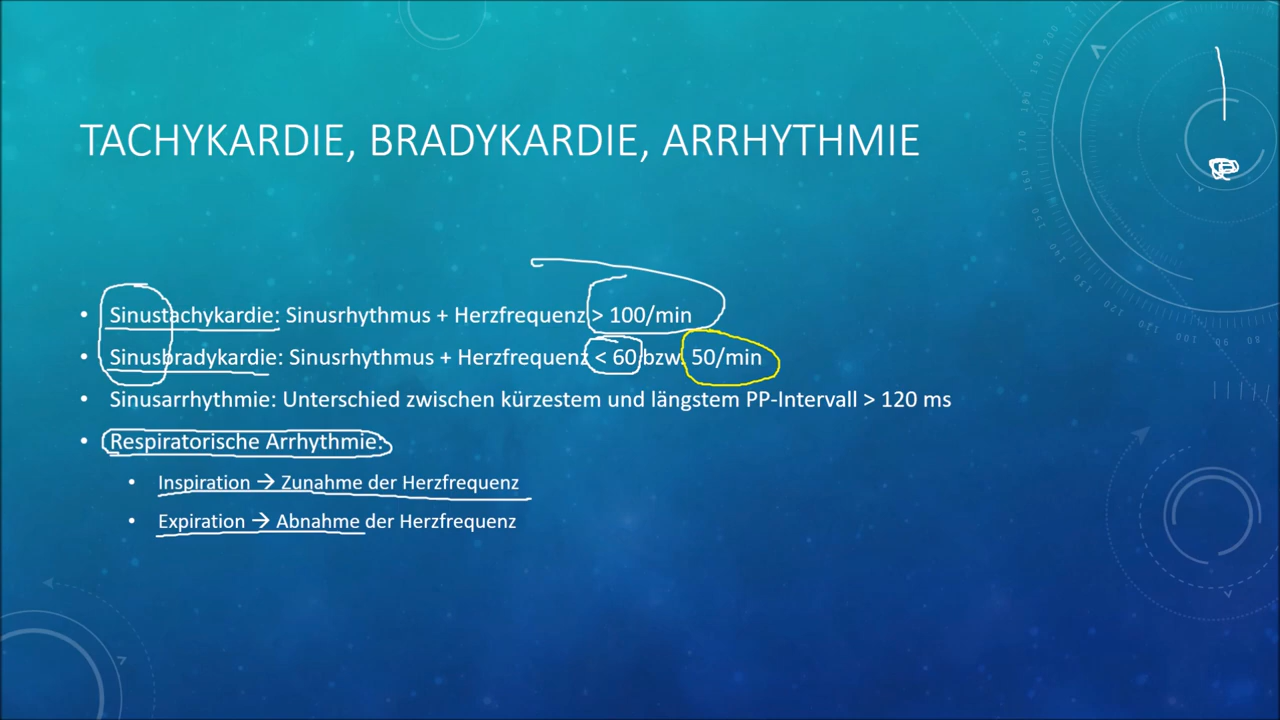 TACHYKARDIE, BRADYKARDIE, ARRHYTHMIE
• Sinustachykardie: Sinusrhythmus + Herzfrequenz > 100/min
• Sinusbradykardie: Sinusrhythmus + Herzfrequenz < 60 bzw. 50/min
• Sinusarrhythmie: Unterschied zwischen kürzestem und längstem PP-Intervall > 120 ms
• Respiratorische Arrhythmie:
• Inspiration → Zunahme der Herzfrequenz
• Expiration → Abnahme der Herzfrequenz